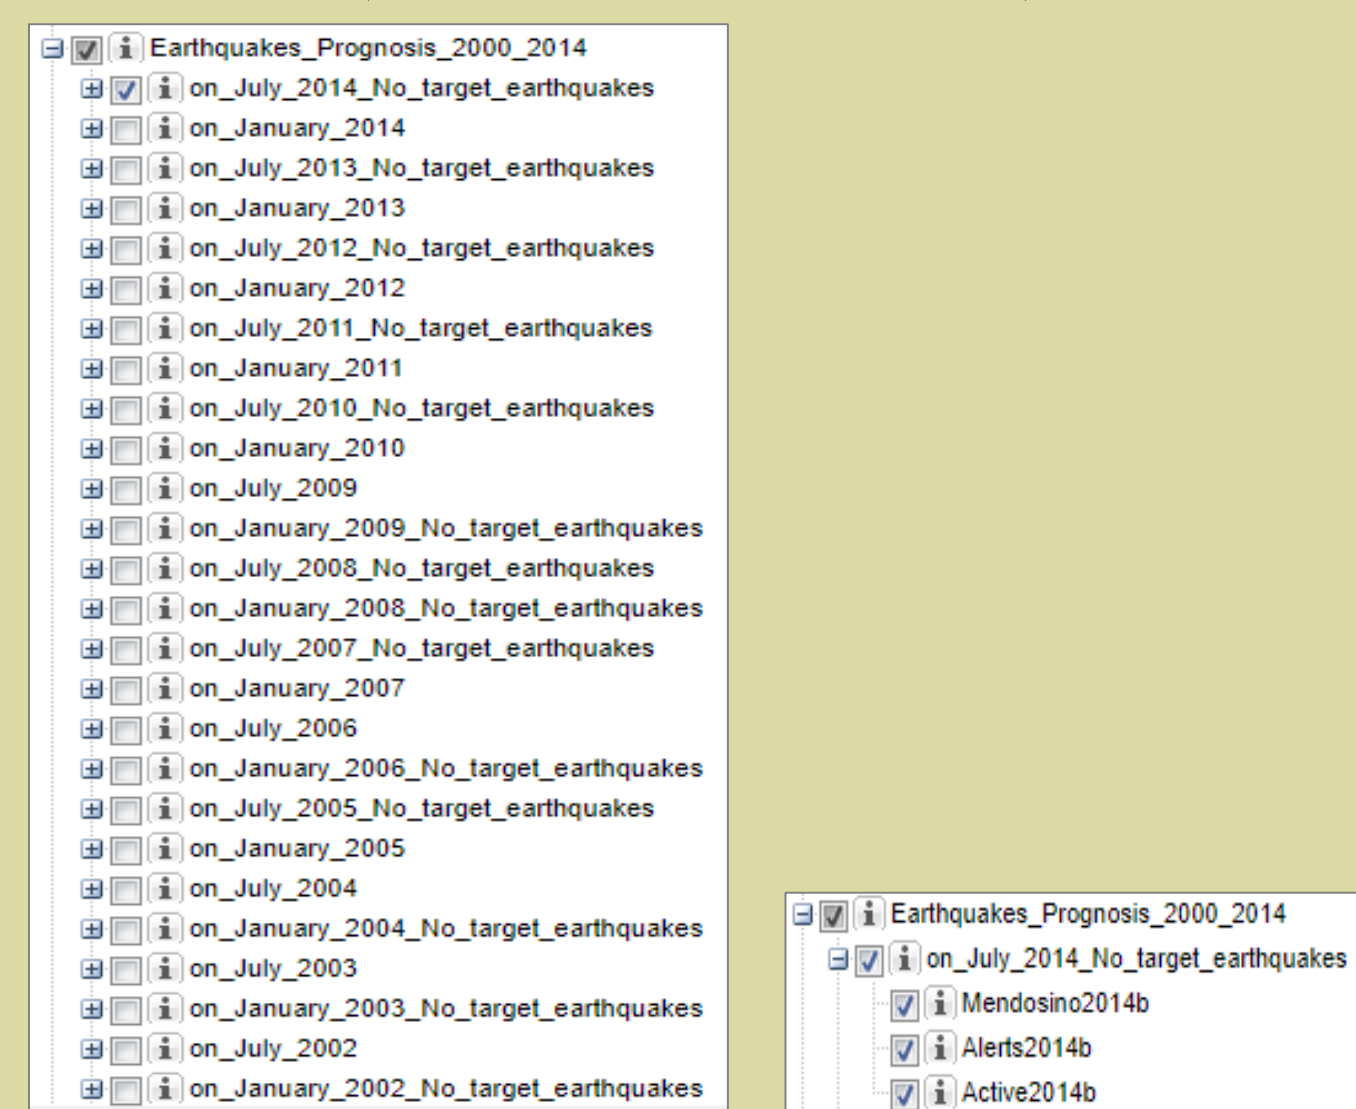 Earthquakes_Prognosis_2000_2014
on_July_2014_No_target_earthquakes
on_January_2014
on_July_2013_No_target_earthquakes
on_January_2013
on_July_2012_No_target_earthquakes
on_January_2012
on_July_2011_No_target_earthquakes
on_January_2011
on_July_2010_No_target_earthquakes
on_January_2010
on_July_2009
on_January_2009_No_target_earthquakes
on_July_2008_No_target_earthquakes
on_January_2008_No_target_earthquakes
on_July_2007_No_target_earthquakes
on_January_2007
on_July_2006
on_January_2006_No_target_earthquakes
on_July_2005_No_target_earthquakes
on_January_2005
on_July_2004
on_January_2004_No_target_earthquakes
on_July_2003
on_January_2003_No_target_earthquakes
on_July_2002
on_January_2002_No_target_earthquakes
Earthquakes_Prognosis_2000_2014
on_July_2014_No_target_earthquakes
Mendosino2014b
Alerts2014b
Active2014b